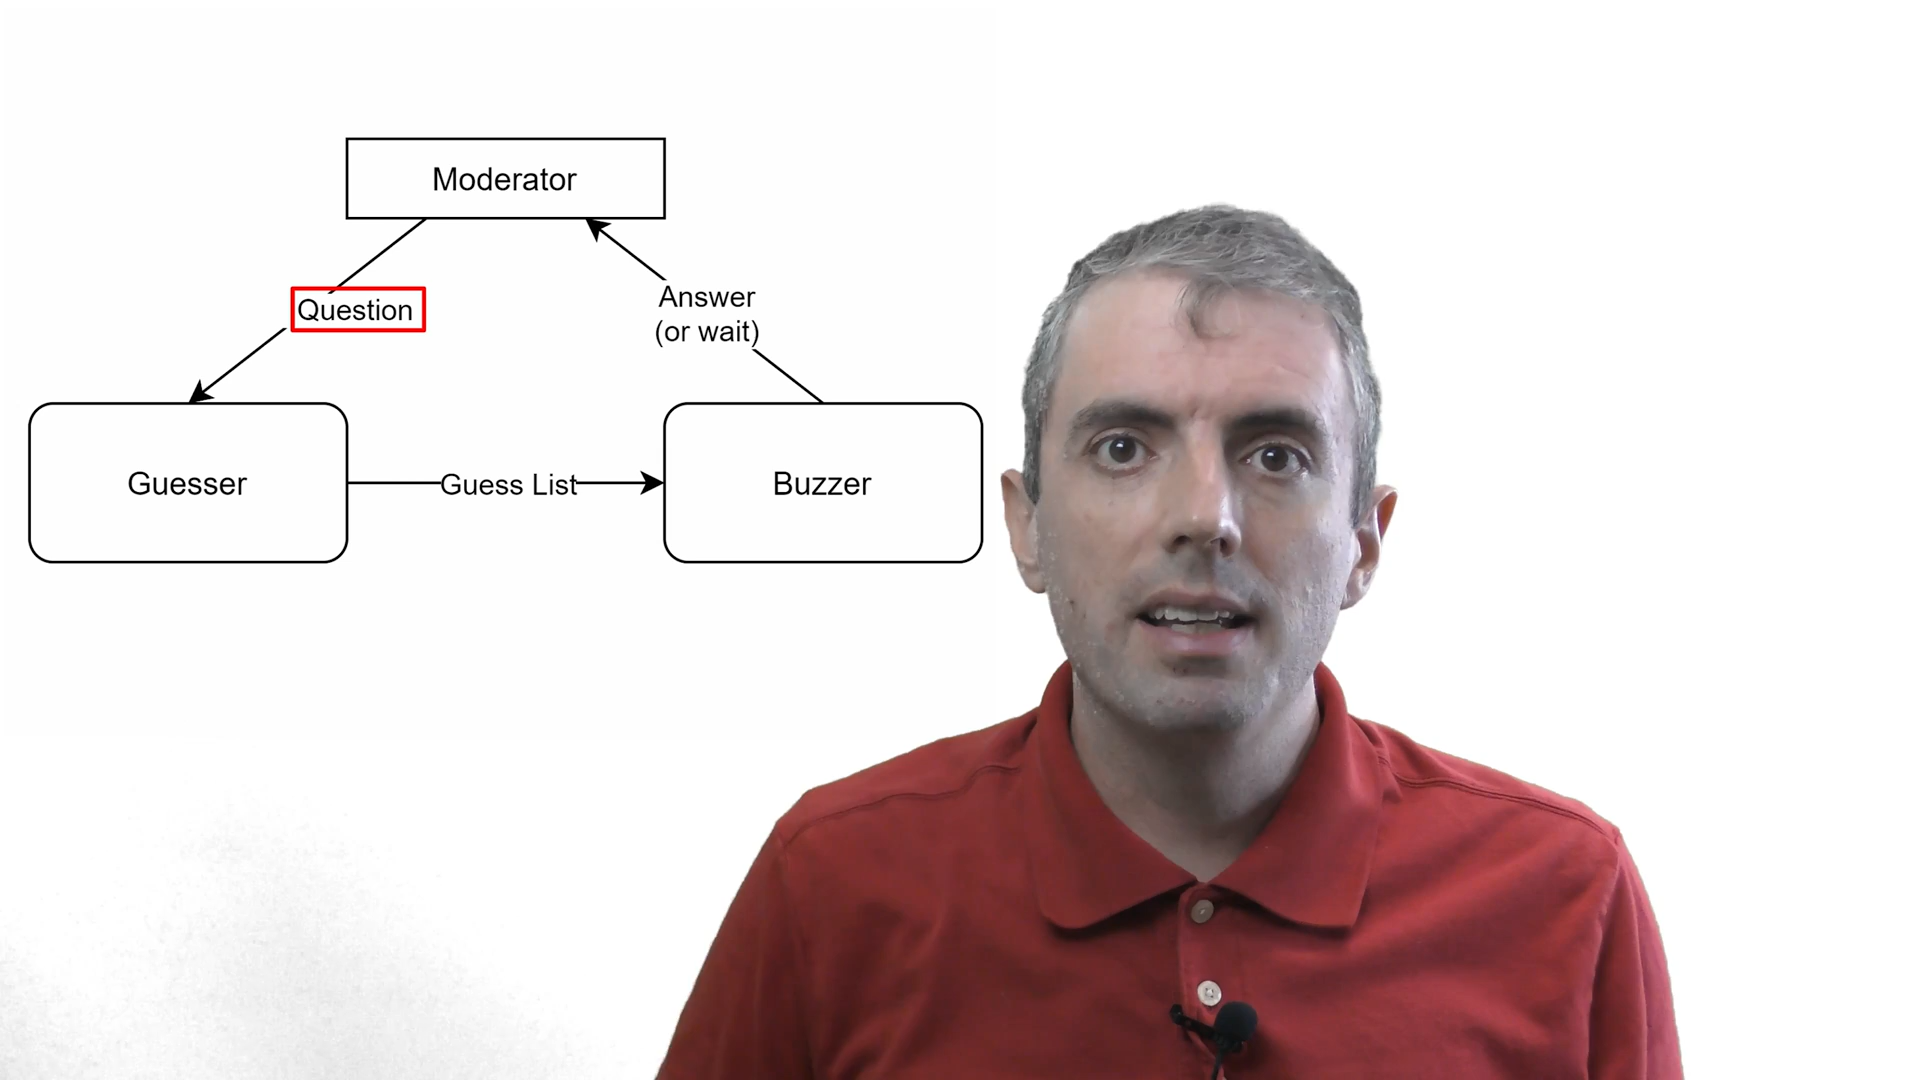 Moderator
Question
Answer
(or wait)
Guesser
Guess List
Buzzer